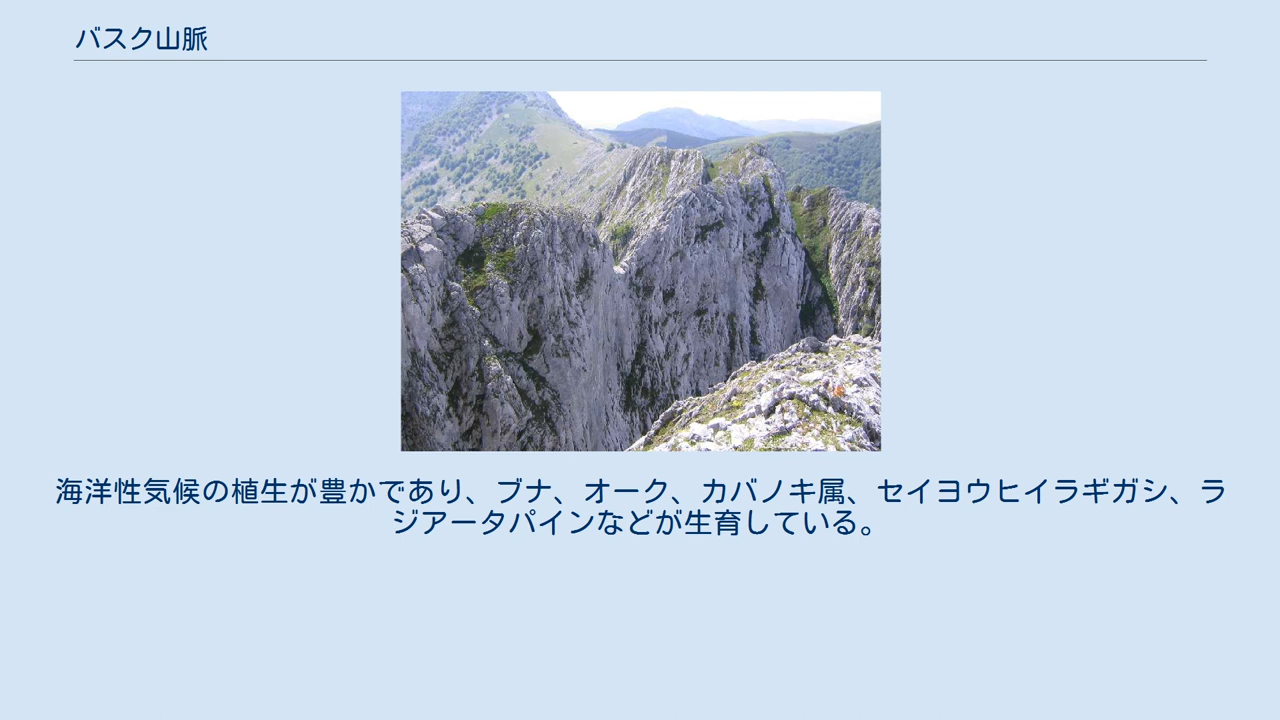 バスク山脈
海洋性気候の植生が豊かであり、ブナ、オーク、カバノキ属、セイヨウヒイラギガシ、ラ
ジアータパインなどが生育している。